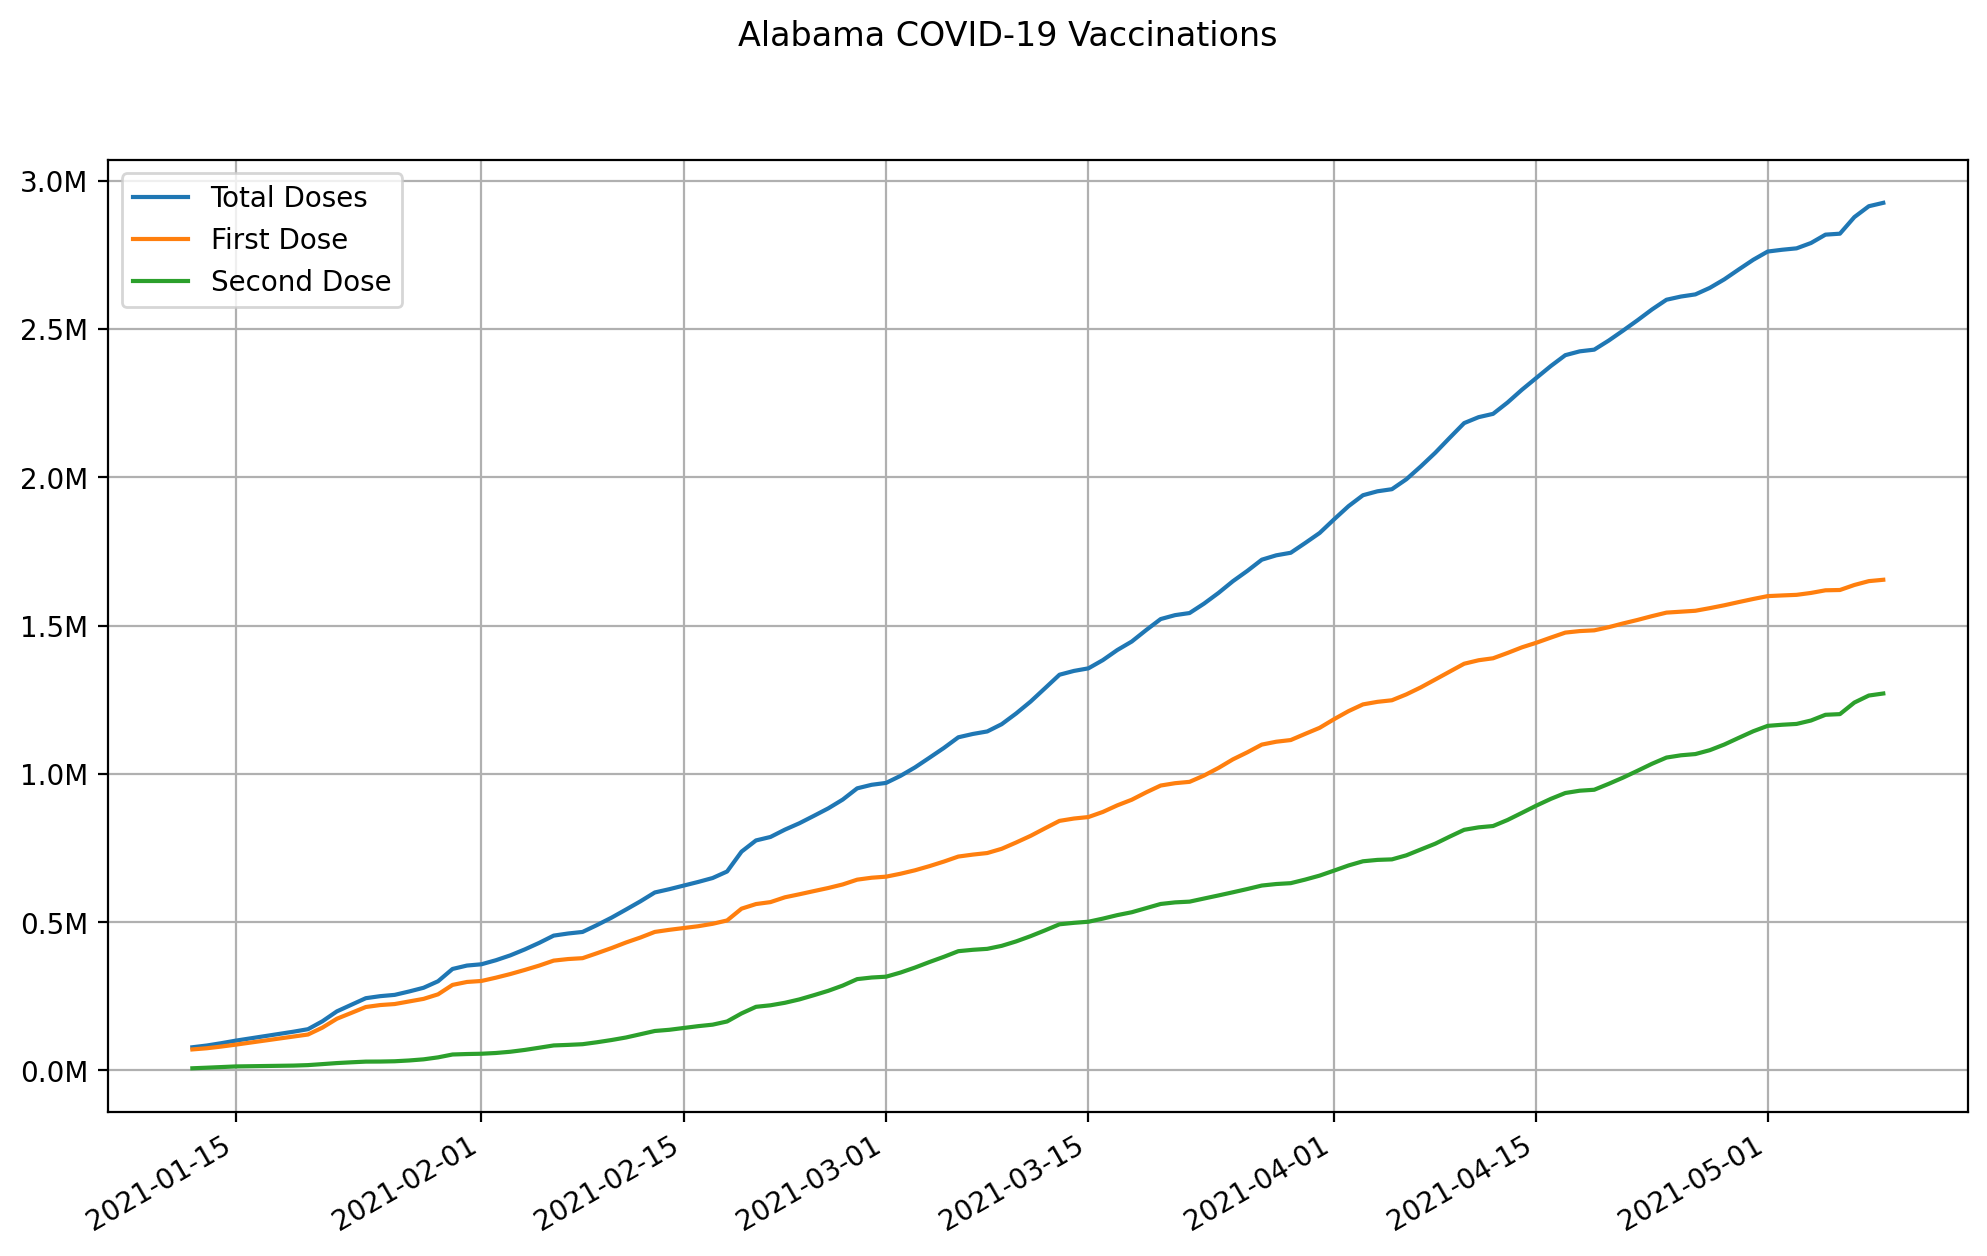 Alabama COVID-19 Vaccinations
3.0M
2.5M
2.0M
1.5M
1.0M
0.5M
0.0M
Total Doses
First Dose
Second Dose
2021-01-15
2021-02-01
2021-02-15
2021-03-01
2021-03-15
2021-04-01
2021-04-15
2021-05-01